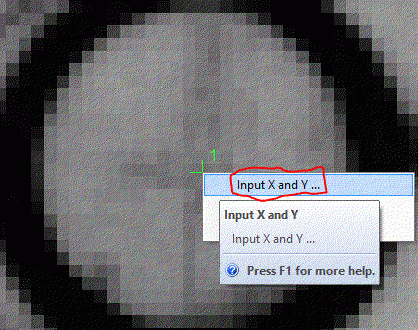 1
Input X and Y ...
Input X and Y
Input X and Y ...
Press F1 for more help.